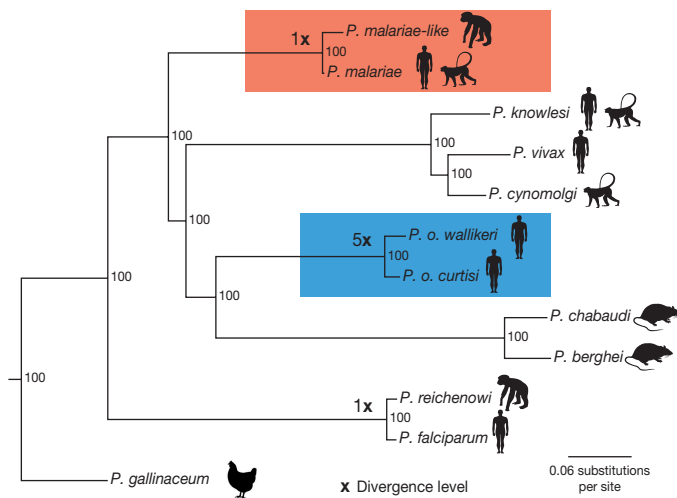 1x
P. malariae-like
100
P. malariae
100
P. knowlesi
100
P. vivax
100
P. cynomolgi
100
P. o. wallikeri
5x
100
P. o. curtisi
100
100
P. chabaudi
100
P. berghei
100
P. reichenowi
1x
100
P. falciparum
P. gallinaceum
x Divergence level
0.06 substitutions
per site